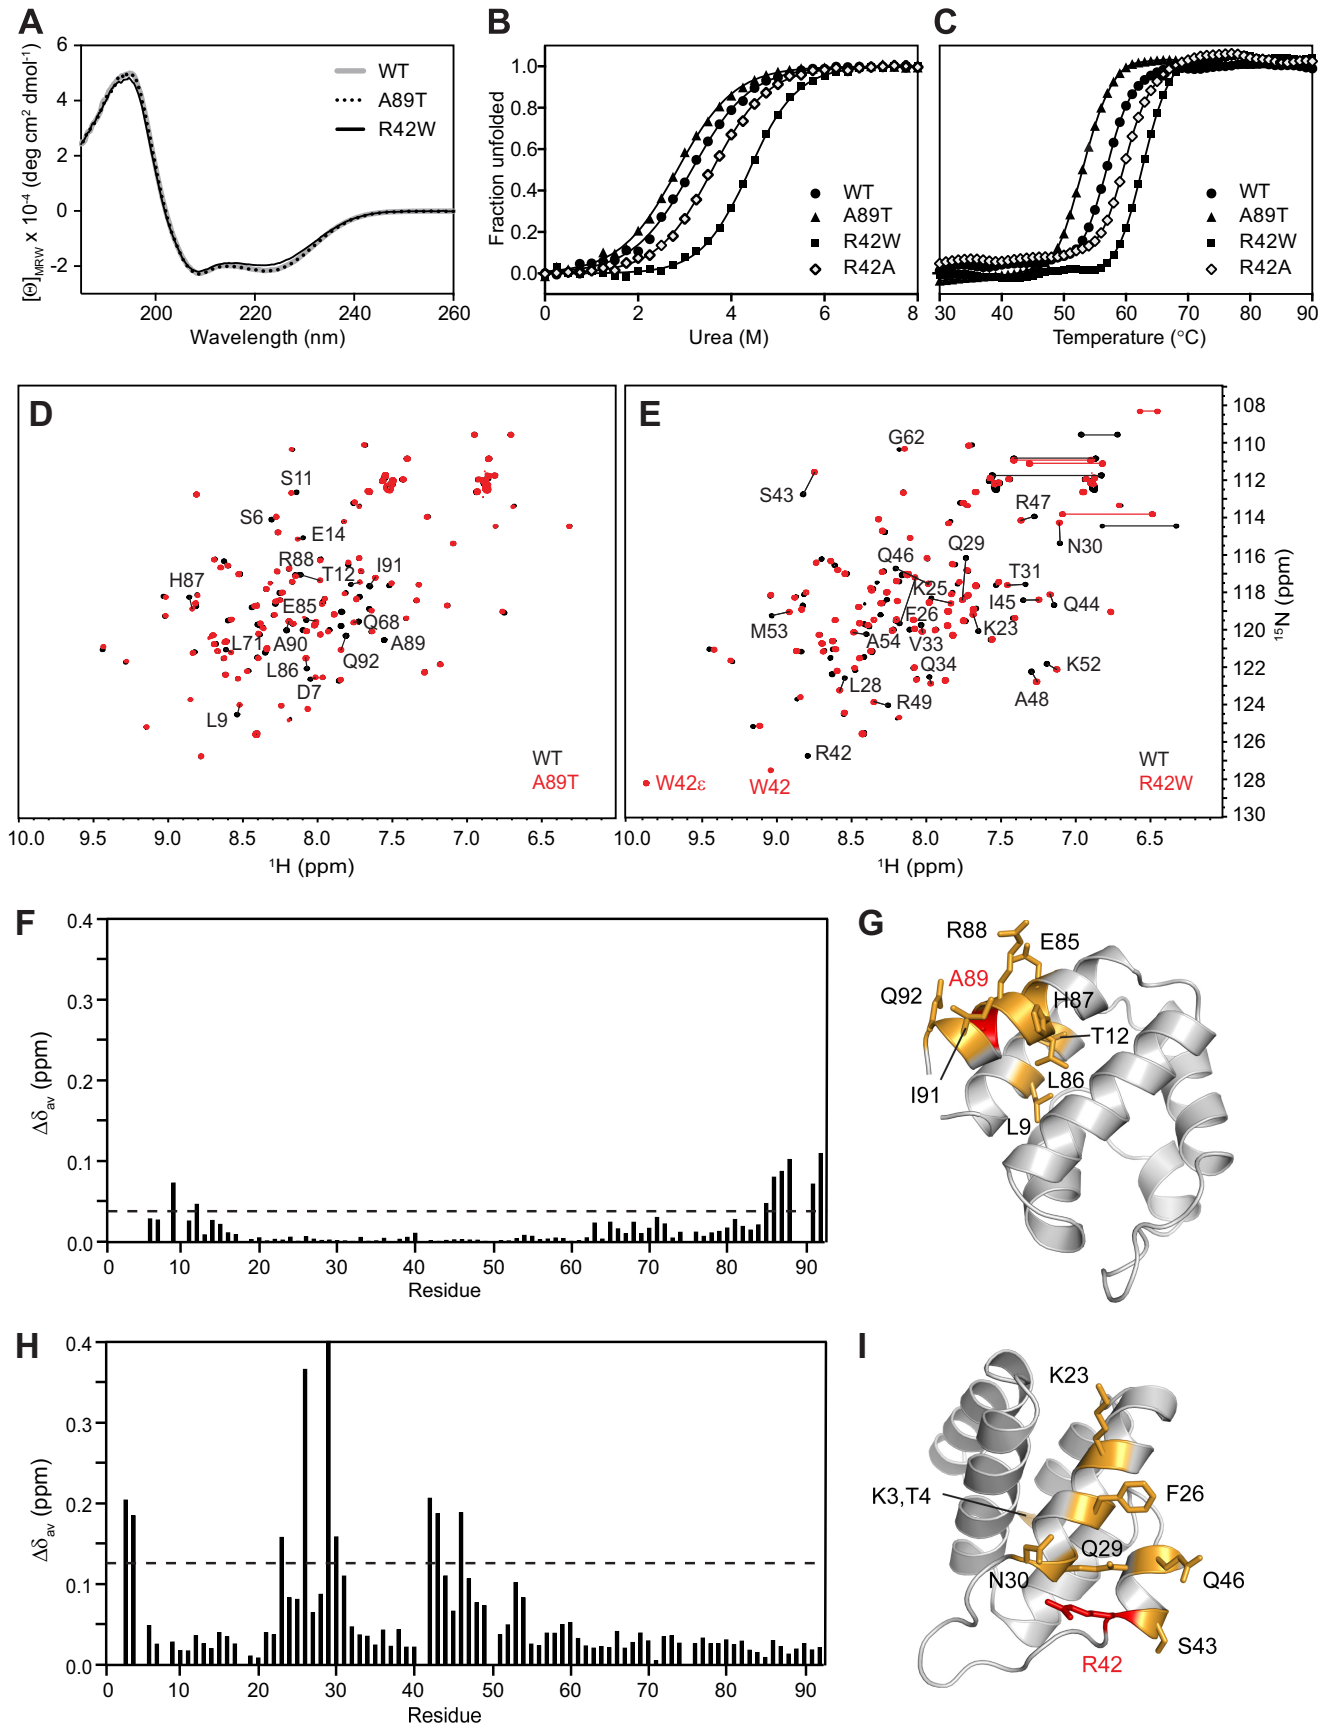 A
B
C
6
4
2
0
-2
[Θ]MRW x 10⁻⁴ (deg cm² dmol⁻¹)
WT
A89T
R42W
200
220
240
260
Wavelength (nm)
1.0
0.8
0.6
0.4
0.2
0.0
Fraction unfolded
WT
A89T
R42W
R42A
0
2
4
6
8
Urea (M)
WT
A89T
R42W
R42A
30
40
50
60
70
80
90
Temperature (°C)
D
S11
S6
E14
R88
T12
I91
H87
E85
Q68
L71
A90
A89
L86
Q92
D7
L9
WT
A89T
10.0
9.5
9.0
8.5
8.0
7.5
7.0
6.5
¹H (ppm)
E
G62
S43
R47
Q46
Q29
N30
K25
T31
I45
Q44
M53
F26
K23
A54
V33
Q34
K52
L28
R49
A48
R42
W42ε
W42
WT
R42W
10.0
9.5
9.0
8.5
8.0
7.5
7.0
6.5
¹H (ppm)
108
110
112
114
116
118
120
122
124
126
128
130
¹⁵N (ppm)
F
0.4
0.3
0.2
0.1
0.0
Δδav (ppm)
0
10
20
30
40
50
60
70
80
90
Residue
G
R88
E85
A89
Q92
H87
T12
L86
I91
L9
H
0.4
0.3
0.2
0.1
0.0
Δδav (ppm)
0
10
20
30
40
50
60
70
80
90
Residue
I
K23
K3,T4
F26
Q29
N30
Q46
S43
R42